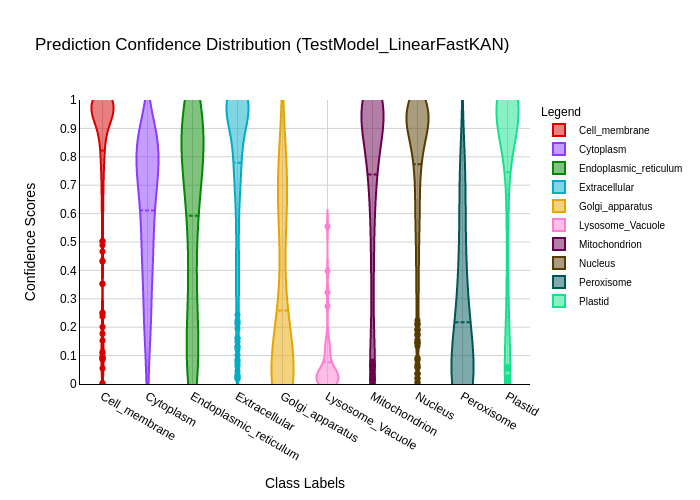 Prediction Confidence Distribution (TestModel_LinearFastKAN)
Legend
Cell_membrane
Cytoplasm
Endoplasmic_reticulum
Extracellular
Golgi_apparatus
Lysosome_Vacuole
Mitochondrion
Nucleus
Peroxisome
Plastid
Confidence Scores
1
0.9
0.8
0.7
0.6
0.5
0.4
0.3
0.2
0.1
0
Cell_membrane
Cytoplasm
Endoplasmic_reticulum
Extracellular
Golgi_apparatus
Lysosome_Vacuole
Mitochondrion
Nucleus
Peroxisome
Plastid
Class Labels